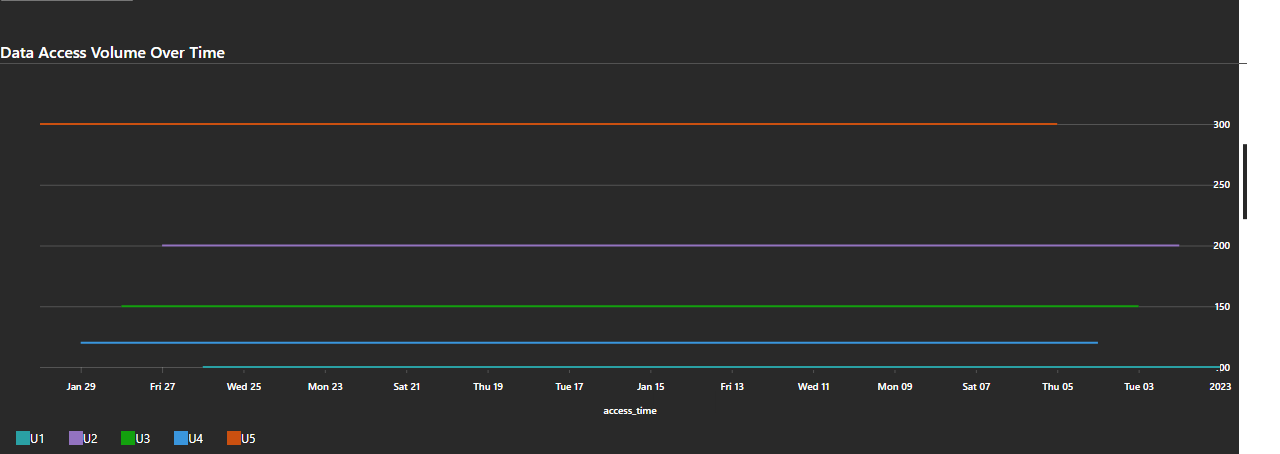 Data Access Volume Over Time
300
250
200
150
Jan 29 Fri 27 Wed 25 Mon 23 Sat 21 Thu 19 Tue 17 Jan 15 Fri 13 Wed 11 Mon 09 Sat 07 Thu 05 Tue 03 2023
access_time
U1 U2 U3 U4 U5